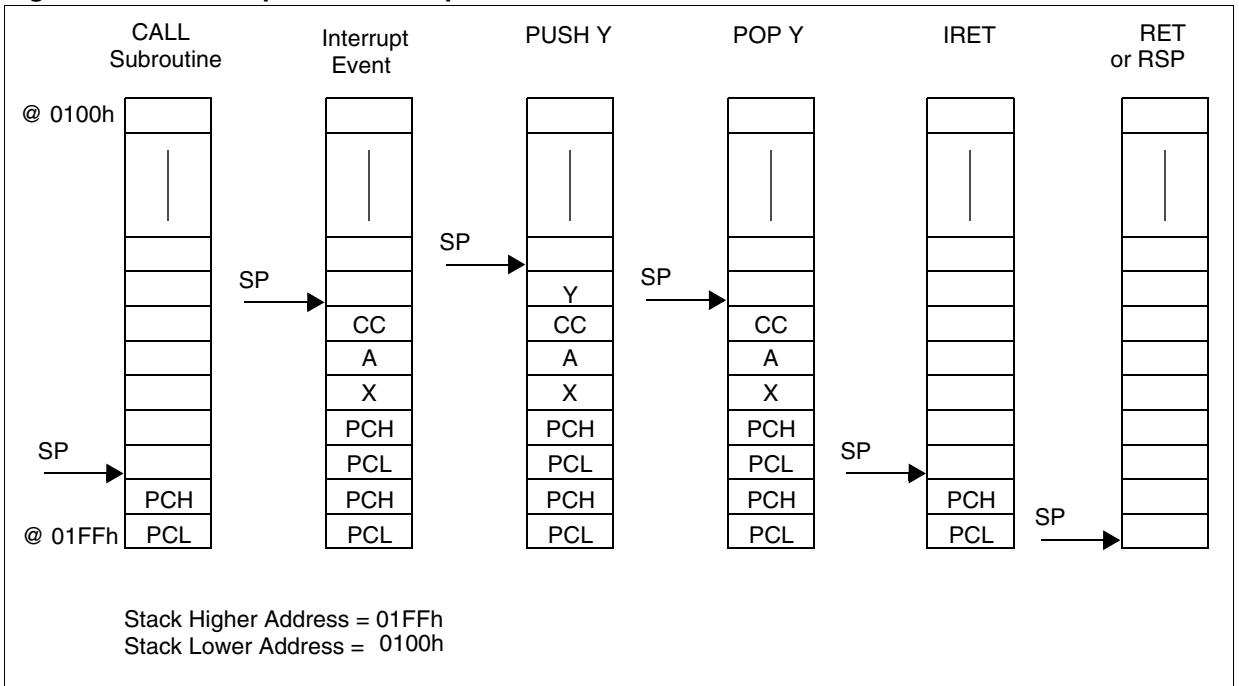 CALL
Subroutine
Interrupt
Event
PUSH Y
POP Y
IRET
RET
or RSP
@ 0100h
SP
SP
SP
Y
CC
CC
CC
A
A
A
X
X
X
PCH
PCH
PCH
SP
SP
PCL
PCL
PCL
PCH
PCH
PCH
PCH
PCH
SP
@ 01FFh
PCL
PCL
PCL
PCL
PCL
Stack Higher Address = 01FFh
Stack Lower Address = 0100h